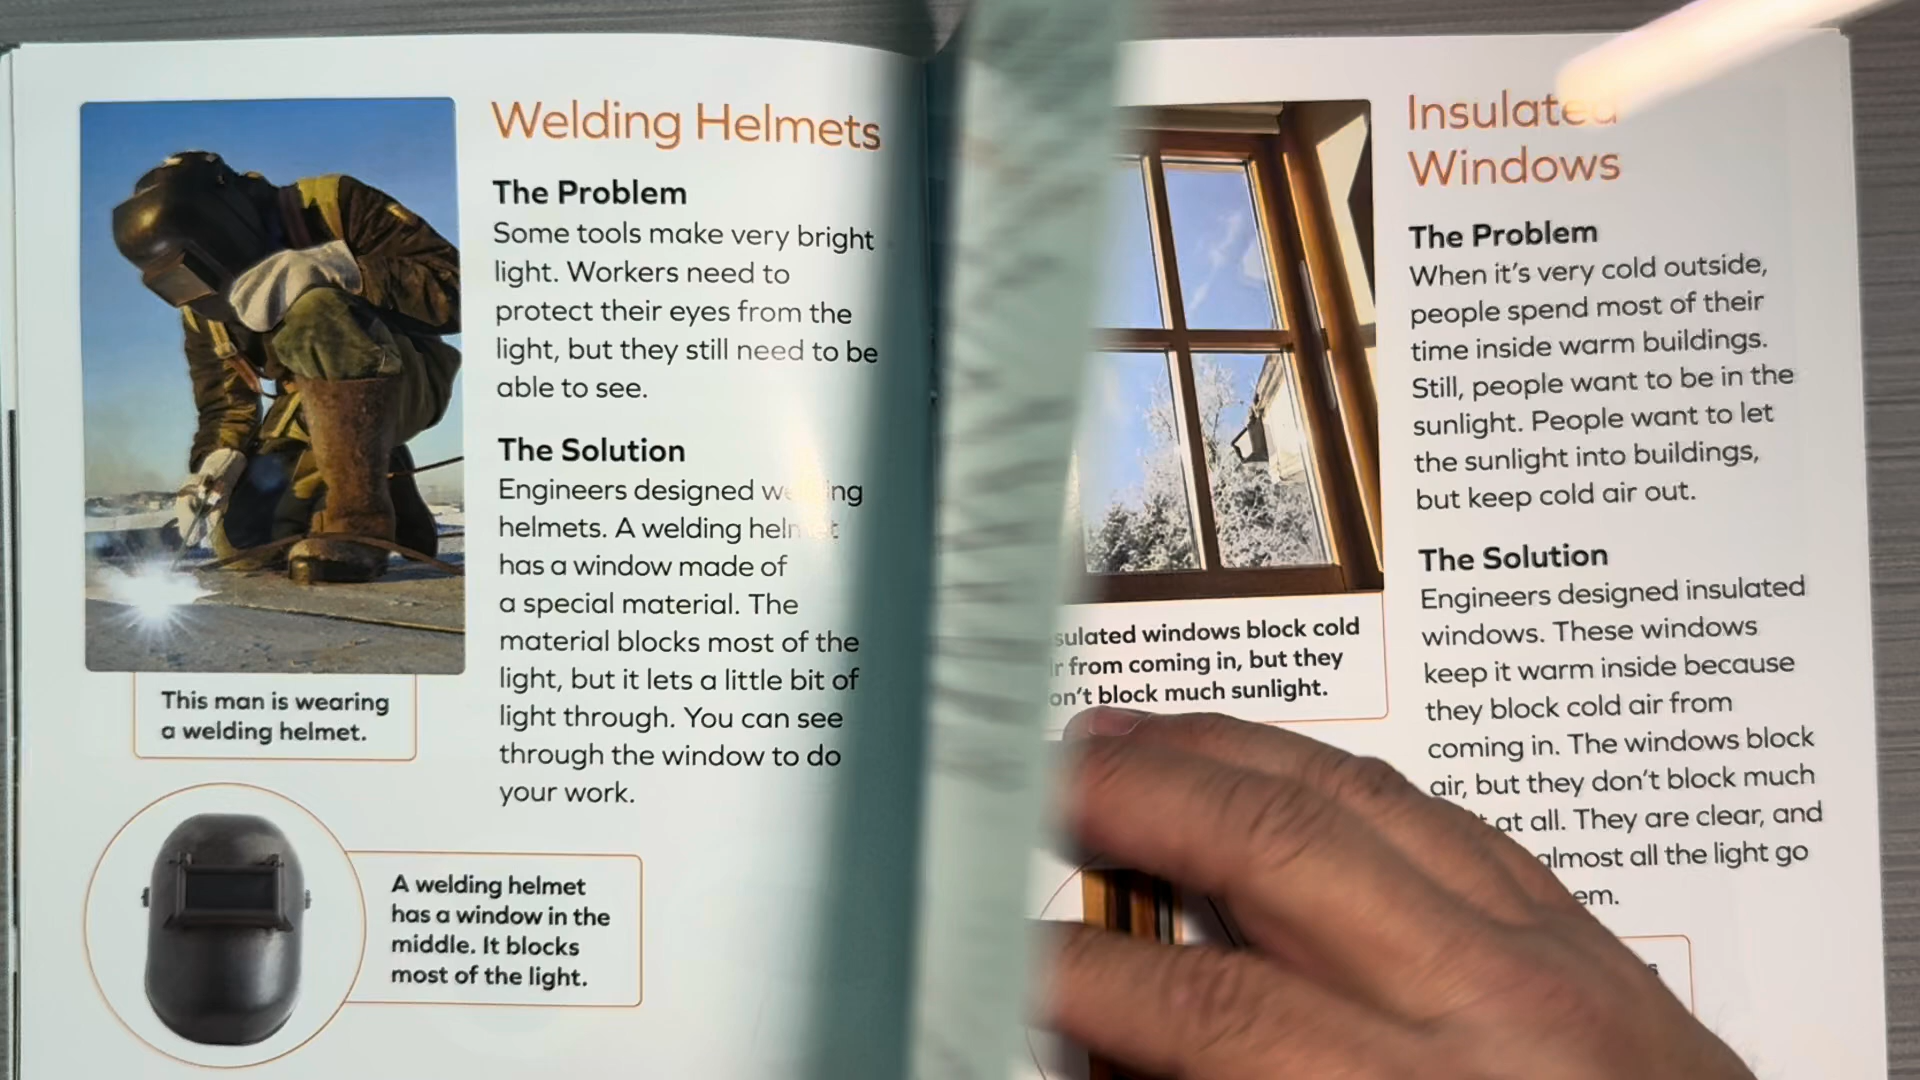 Welding Helmets
The Problem
Some tools make very bright
light. Workers need to
protect their eyes from the
light, but they still need to be
able to see.
The Solution
Engineers designed
helmets. A welding
has a window made of
a special material. The
material blocks most of the
light, but it lets a little bit of
light through. You can see
through the window to do
your work.
This man is wearing
a welding helmet.
A welding helmet
has a window in the
middle. It blocks
most of the light.
Insulated
Windows
The Problem
When it's very cold outside,
people spend most of their
time inside warm buildings.
Still, people want to be in the
sunlight. People want to let
the sunlight into buildings,
but keep cold air out.
The Solution
Engineers designed insulated
windows. These windows
keep it warm inside because
they block cold air from
coming in. The windows block
air, but they don't block much
at all. They are clear, and
almost all the light go
windows block cold
from coming in, but they
block much sunlight.